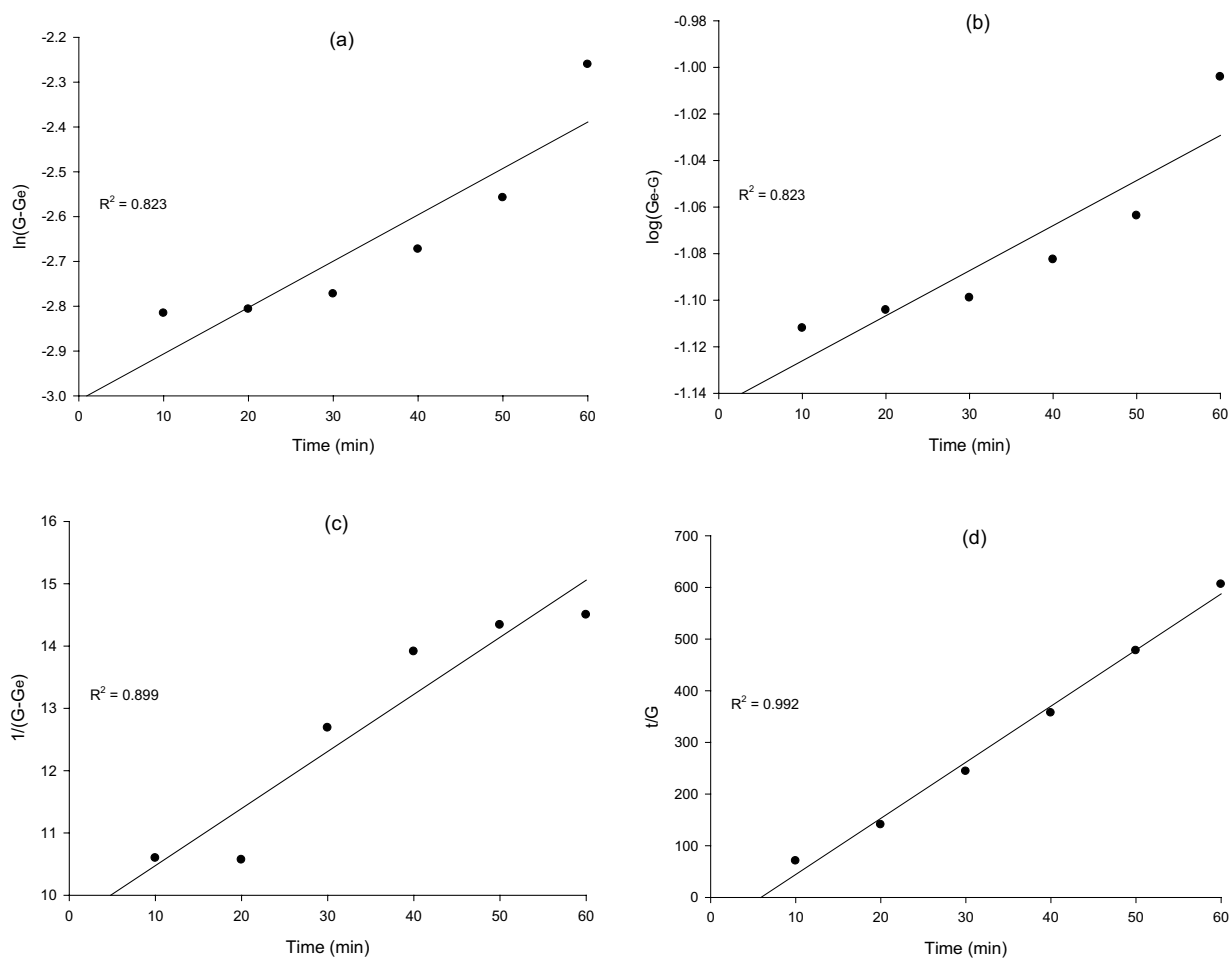 (a)
-2.2
-2.3
-2.4
-2.5
-2.6
-2.7
-2.8
-2.9
-3.0
ln(G-Ge)
R² = 0.823
0 10 20 30 40 50 60
Time (min)
(b)
-0.98
-1.00
-1.02
-1.04
-1.06
-1.08
-1.10
-1.12
-1.14
log(Ge-G)
R² = 0.823
0 10 20 30 40 50 60
Time (min)
(c)
16
15
14
13
12
11
10
1/(G-Ge)
R² = 0.899
0 10 20 30 40 50 60
Time (min)
(d)
700
600
500
400
300
200
100
0
t/G
R² = 0.992
0 10 20 30 40 50 60
Time (min)